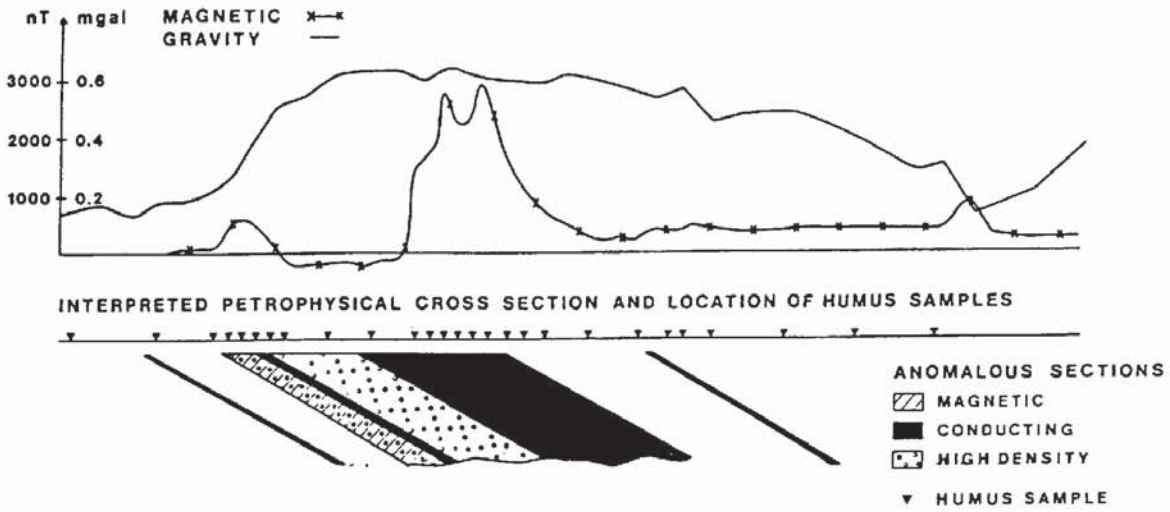 nT mgal MAGNETIC x—x
GRAVITY —
3000 0.6
2000 0.4
1000 0.2
INTERPRETED PETROPHYSICAL CROSS SECTION AND LOCATION OF HUMUS SAMPLES
ANOMALOUS SECTIONS
MAGNETIC
CONDUCTING
HIGH DENSITY
▼ HUMUS SAMPLE